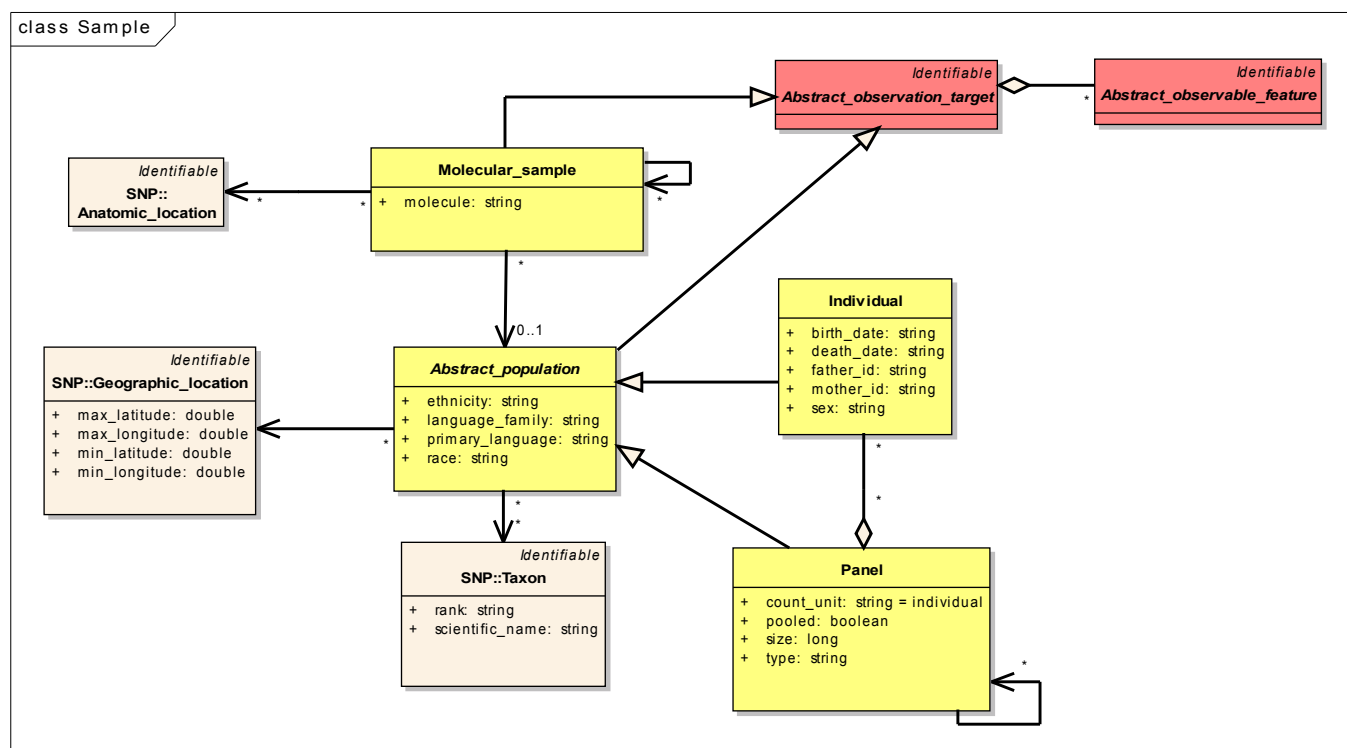 class Sample
Identifiable
Abstract_observation_target
*
Identifiable
Abstract_observable_feature
Identifiable
SNP::
Anatomic_location
*
*
Molecular_sample
+ molecule: string
*
*
0..1
Individual
+ birth_date: string
+ death_date: string
+ father_id: string
+ mother_id: string
+ sex: string
*
*
Identifiable
SNP::Geographic_location
+ max_latitude: double
+ max_longitude: double
+ min_latitude: double
+ min_longitude: double
*
Abstract_population
+ ethnicity: string
+ language_family: string
+ primary_language: string
+ race: string
*
*
Identifiable
SNP::Taxon
+ rank: string
+ scientific_name: string
Panel
+ count_unit: string = individual
+ pooled: boolean
+ size: long
+ type: string
*